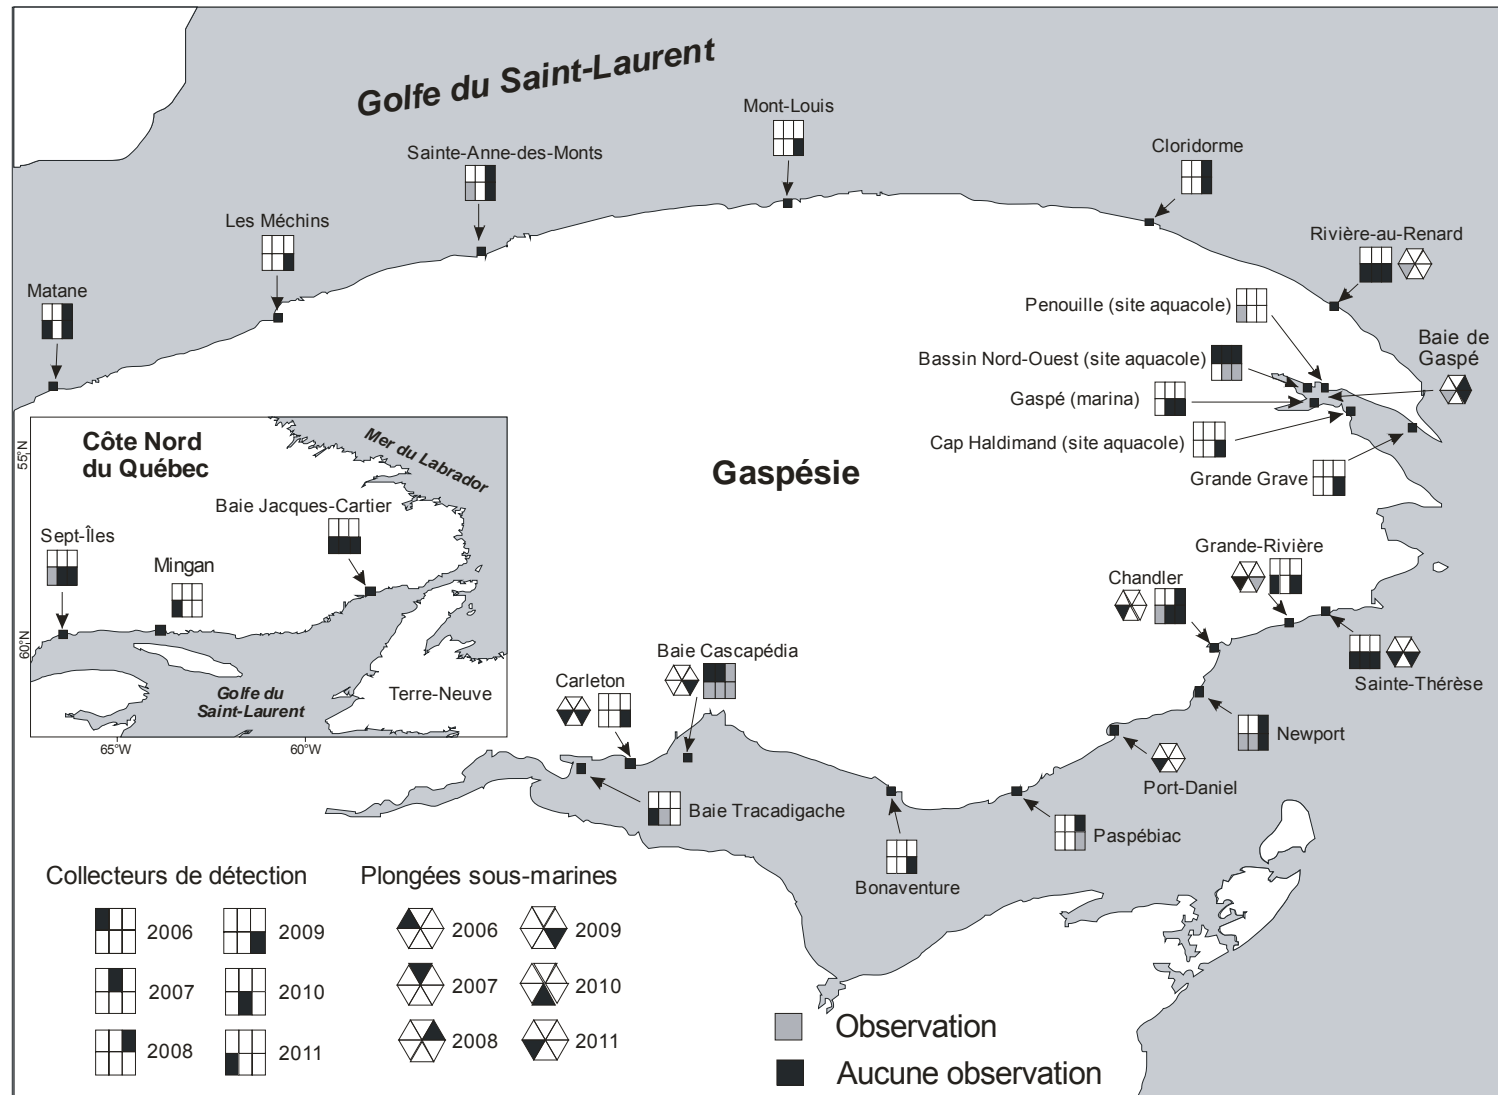 Golfe du Saint-Laurent
Mont-Louis
Sainte-Anne-des-Monts
Cloridorme
Les Méchins
Rivière-au-Renard
Matane
Penouille (site aquacole)
Baie de
Gaspé
Bassin Nord-Ouest (site aquacole)
Gaspé (marina)
Cap Haldimand (site aquacole)
Grande Grave
Gaspésie
Côte Nord
du Québec
Mer du Labrador
55°N
Baie Jacques-Cartier
Sept-Îles
Mingan
60°N
Golfe du
Saint-Laurent
Terre-Neuve
65°W
60°W
Grande-Rivière
Chandler
Sainte-Thérèse
Baie Cascapédia
Carleton
Newport
Port-Daniel
Baie Tracadigache
Paspébiac
Bonaventure
Collecteurs de détection
2006
2009
2007
2010
2008
2011
Plongées sous-marines
2006
2009
2007
2010
2008
2011
Observation
Aucune observation